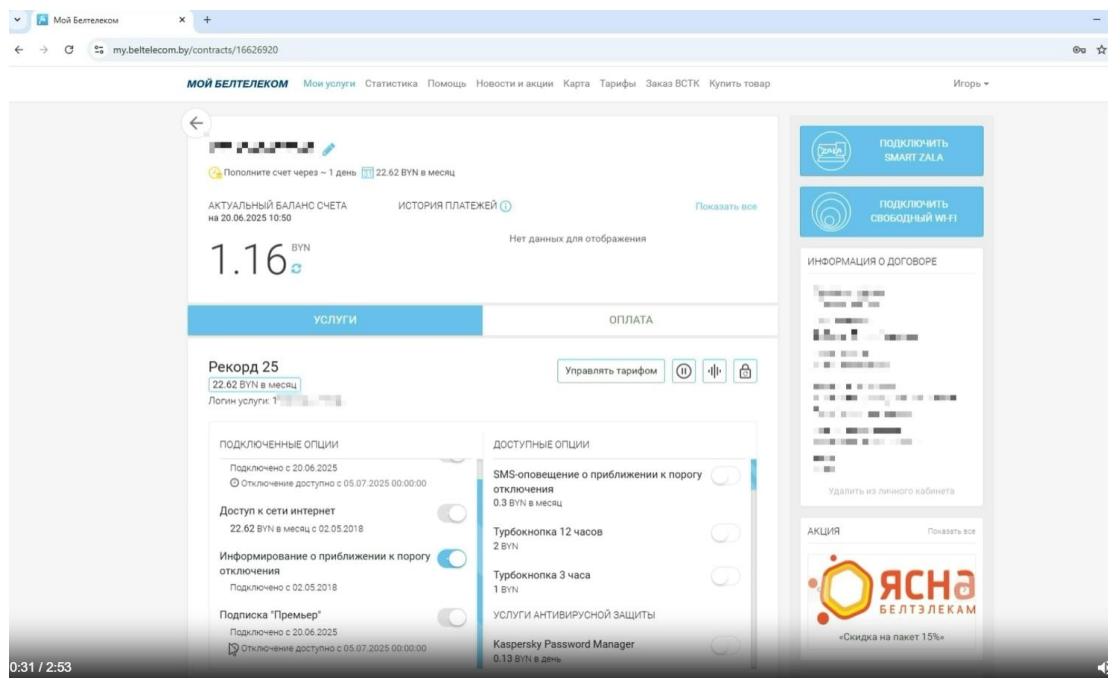 Мой Белтелеком
my.beltelecom.by/contracts/16626920
МОЙ БЕЛТЕЛЕКОМ Мои услуги Статистика Помощь Новости и акции Карта Тарифы Заказ ВСТК Купить товар Игорь
Пополните счет через ~ 1 день 22.62 BYN в месяц
АКТУАЛЬНЫЙ БАЛАНС СЧЕТА
на 20.06.2025 10:50
1.16 BYN
ИСТОРИЯ ПЛАТЕЖЕЙ Показать все
Нет данных для отображения
УСЛУГИ ОПЛАТА
Рекорд 25
22.62 BYN в месяц
Логин услуги: 1
Управлять тарифом
ПОДКЛЮЧЕННЫЕ ОПЦИИ
Подключено с 20.06.2025
Отключение доступно с 05.07.2025 00:00:00
Доступ к сети интернет
22.62 BYN в месяц с 02.05.2018
Информирование о приближении к порогу
отключения
Подключено с 02.05.2018
Подписка "Премьер"
Подключено с 20.06.2025
Отключение доступно с 05.07.2025 00:00:00
ДОСТУПНЫЕ ОПЦИИ
SMS-оповещение о приближении к порогу
отключения
0.3 BYN в месяц
Турбокнопка 12 часов
2 BYN
Турбокнопка 3 часа
1 BYN
УСЛУГИ АНТИВИРУСНОЙ ЗАЩИТЫ
Kaspersky Password Manager
0.13 BYN в день
ZALA
ПОДКЛЮЧИТЬ
SMART ZALA
ПОДКЛЮЧИТЬ
СВОБОДНЫЙ WI-FI
ИНФОРМАЦИЯ О ДОГОВОРЕ
Удалить из личного кабинета
АКЦИЯ Показать все
ЯСНА
БЕЛТЭЛЕКАМ
«Скидка на пакет 15%»
0:31 / 2:53